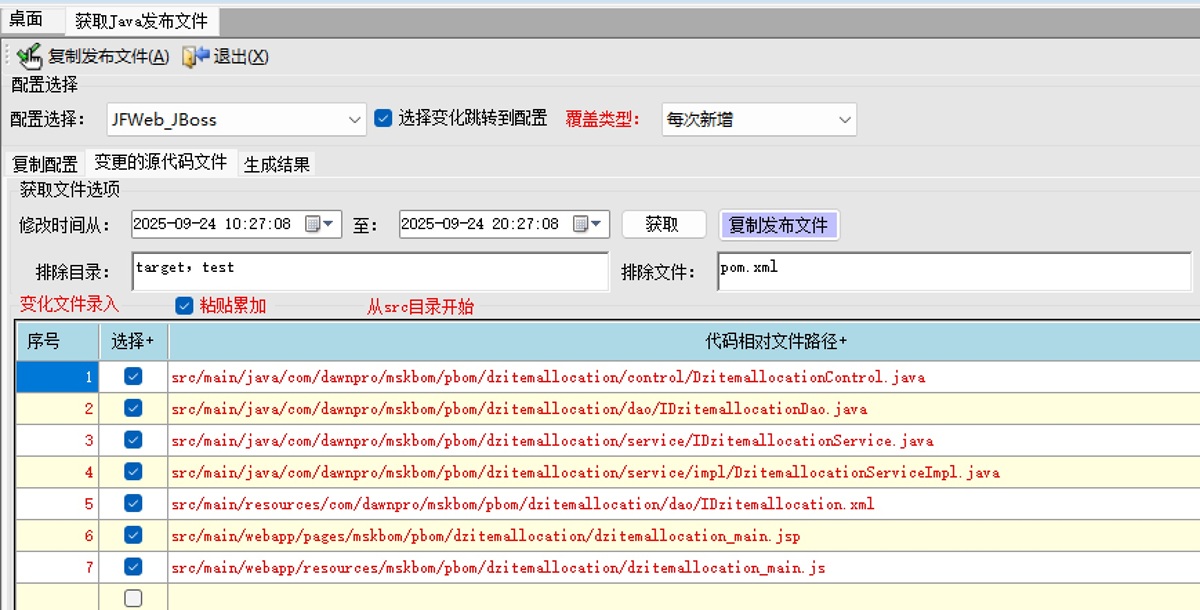 桌面 获取Java发布文件
复制发布文件(A) 退出(X)
配置选择
配置选择： JFWeb_JBoss 选择变化跳转到配置 覆盖类型： 每次新增
复制配置 变更的源代码文件 生成结果
获取文件选项
修改时间从： 2025-09-24 10:27:08 至： 2025-09-24 20:27:08 获取 复制发布文件
排除目录： target，test 排除文件： pom.xml
变化文件录入 粘贴累加 从src目录开始
序号 选择+ 代码相对文件路径+
1 src/main/java/com/dawnpro/mskbom/pbom/dzitemallocation/control/DzitemallocationControl.java
2 src/main/java/com/dawnpro/mskbom/pbom/dzitemallocation/dao/IDzitemallocationDao.java
3 src/main/java/com/dawnpro/mskbom/pbom/dzitemallocation/service/IDzitemallocationService.java
4 src/main/java/com/dawnpro/mskbom/pbom/dzitemallocation/service/impl/DzitemallocationServiceImpl.java
5 src/main/resources/com/dawnpro/mskbom/pbom/dzitemallocation/dao/IDzitemallocation.xml
6 src/main/webapp/pages/mskbom/pbom/dzitemallocation/dzitemallocation_main.jsp
7 src/main/webapp/resources/mskbom/pbom/dzitemallocation/dzitemallocation_main.js